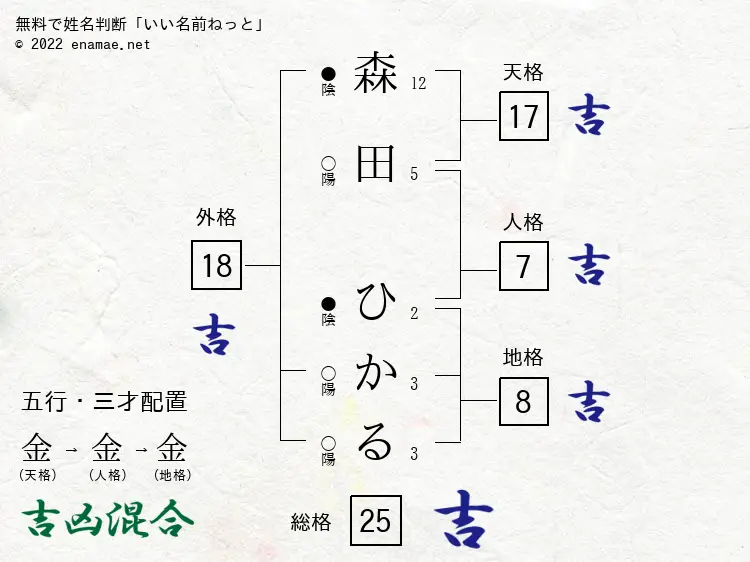 無料で姓名判断「いい名前ねっと」
© 2022 enamae.net
天格
17 吉
●陰 森 12
○陽 田 5
人格
7 吉
外格
18
吉
●陰 ひ 2
○陽 か 3
○陽 る 3
地格
8 吉
五行・三才配置
金 → 金 → 金
(天格) (人格) (地格)
吉凶混合
総格 25 吉